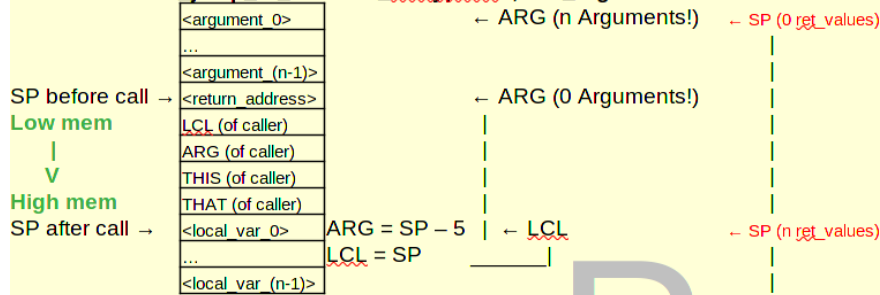 <argument_0> ← ARG (n Arguments!) ← SP (0 ret_values)
...
<argument_(n-1)>
SP before call → <return_address> ← ARG (0 Arguments!)
Low mem LCL (of caller)
| ARG (of caller)
V THIS (of caller)
High mem THAT (of caller)
SP after call → <local_var_0> ARG = SP – 5 | ← LCL ← SP (n ret_values)
... LCL = SP ______|
<local_var_(n-1)>